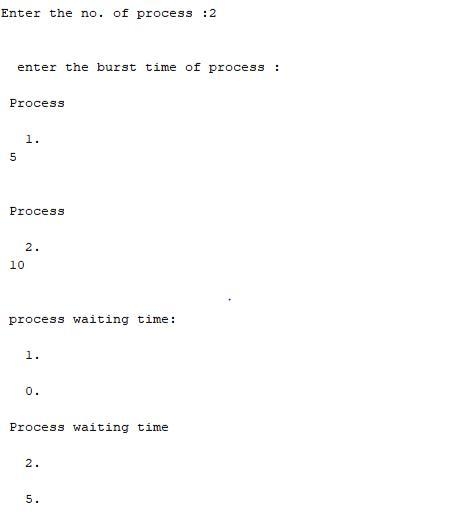 Enter the no. of process :2
enter the burst time of process :
Process
1.
5
Process
2.
10
process waiting time:
1.
0.
Process waiting time
2.
5.